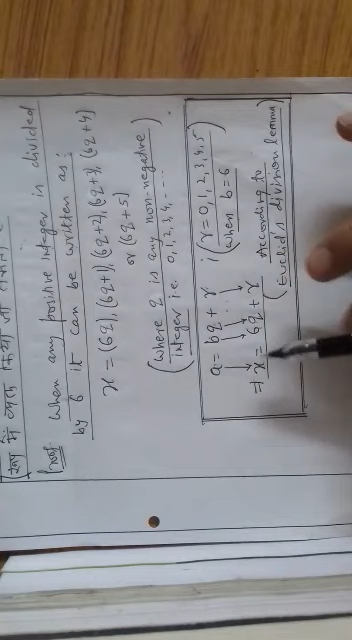 रूप में व्यक्त किया जा सकता है
Proof. When any positive integer is divided
by 6 it can be written as:
x = (6q), (6q+1), (6q+2), (6q+3), (6q+4)
or (6q+5)
(Where q is any non-negative
integer i.e. 0,1,2,3,4,....)
a = bq + r ; (r = 0,1,2,3,4,5
when b=6)
⇒ x = 6q + r (According to
Euclid's division lemma)